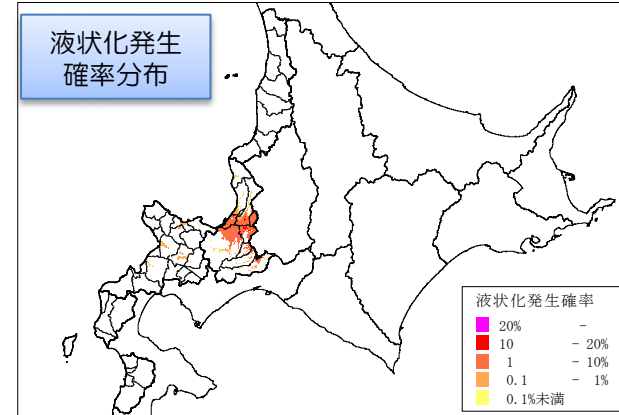 液状化発生
確率分布
液状化発生確率
20% -
10 - 20%
1 - 10%
0.1 - 1%
0.1%未満